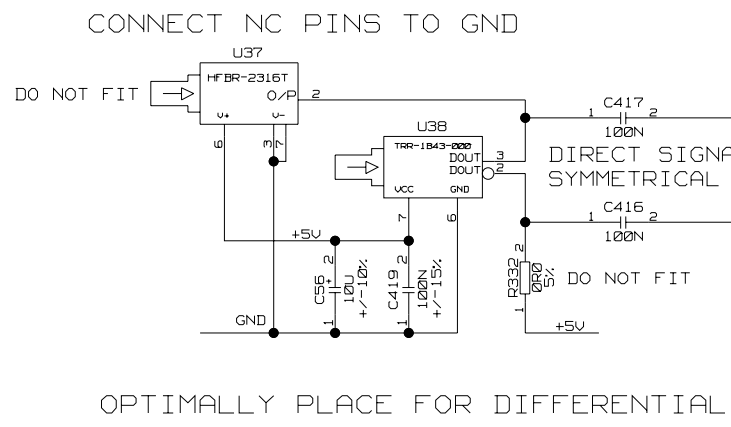 CONNECT NC PINS TO GND
U37
HFBR-2316T
DO NOT FIT
O/P
2
V+
V-
6
3
7
C417
1
2
100N
U38
TRR-1B43-000
DOUT
3
DOUT
2
DIRECT SIGNA
SYMMETRICAL
VCC
GND
7
6
C416
1
2
100N
+5V
2
C56
+
10U
+/-10%
1
2
C419
100N
+/-15%
1
2
R332
0R0
5%
1
DO NOT FIT
GND
+5V
OPTIMALLY PLACE FOR DIFFERENTIAL